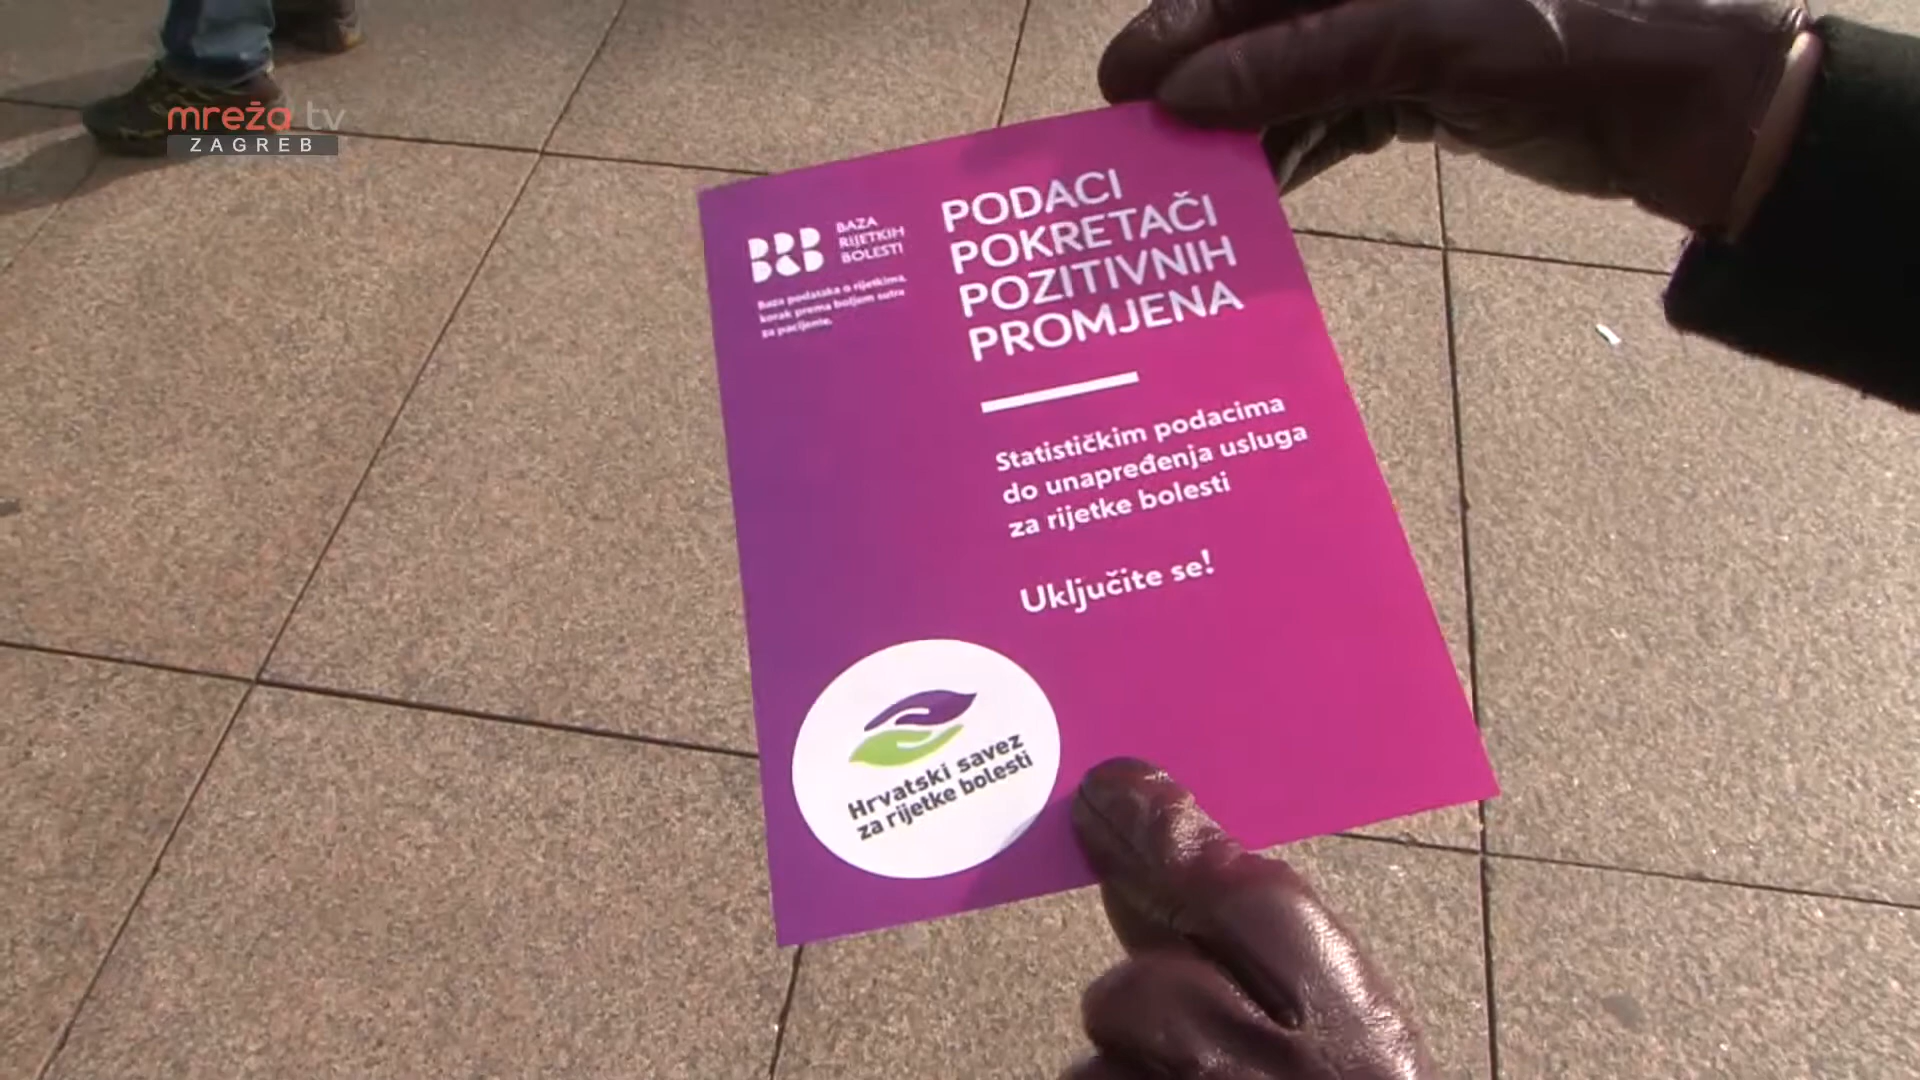 mreža tv
ZAGREB
BAZA
RIJETKIH
BOLESTI
Baza podataka o rijetkima,
korak prema boljem sutra
za pacijente.
PODACI
POKRETAČI
POZITIVNIH
PROMJENA
Statističkim podacima
do unapređenja usluga
za rijetke bolesti
Uključite se!
Hrvatski savez
za rijetke bolesti